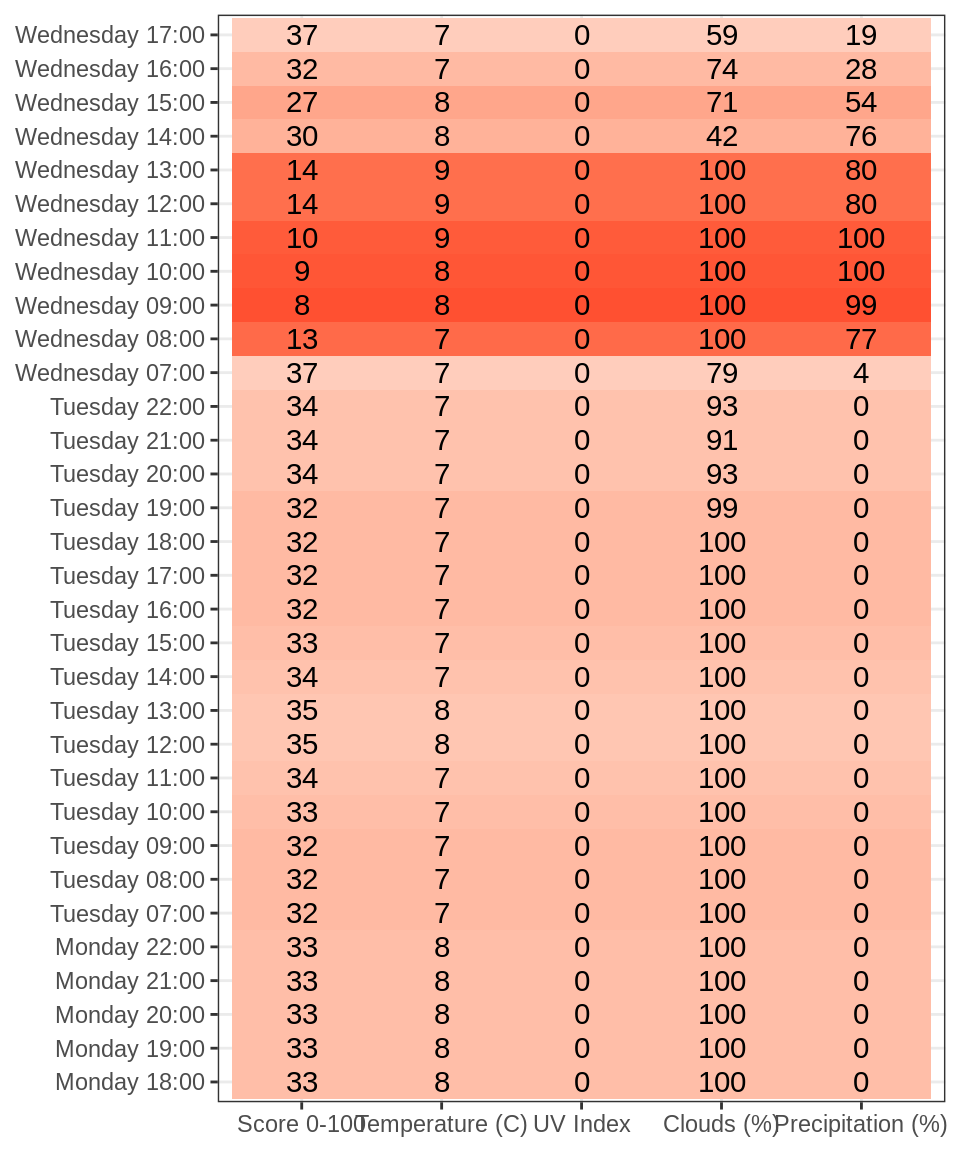 Wednesday 17:00 37 7 0 59 19
Wednesday 16:00 32 7 0 74 28
Wednesday 15:00 27 8 0 71 54
Wednesday 14:00 30 8 0 42 76
Wednesday 13:00 14 9 0 100 80
Wednesday 12:00 14 9 0 100 80
Wednesday 11:00 10 9 0 100 100
Wednesday 10:00 9 8 0 100 100
Wednesday 09:00 8 8 0 100 99
Wednesday 08:00 13 7 0 100 77
Wednesday 07:00 37 7 0 79 4
Tuesday 22:00 34 7 0 93 0
Tuesday 21:00 34 7 0 91 0
Tuesday 20:00 34 7 0 93 0
Tuesday 19:00 32 7 0 99 0
Tuesday 18:00 32 7 0 100 0
Tuesday 17:00 32 7 0 100 0
Tuesday 16:00 32 7 0 100 0
Tuesday 15:00 33 7 0 100 0
Tuesday 14:00 34 7 0 100 0
Tuesday 13:00 35 8 0 100 0
Tuesday 12:00 35 8 0 100 0
Tuesday 11:00 34 7 0 100 0
Tuesday 10:00 33 7 0 100 0
Tuesday 09:00 32 7 0 100 0
Tuesday 08:00 32 7 0 100 0
Tuesday 07:00 32 7 0 100 0
Monday 22:00 33 8 0 100 0
Monday 21:00 33 8 0 100 0
Monday 20:00 33 8 0 100 0
Monday 19:00 33 8 0 100 0
Monday 18:00 33 8 0 100 0
Score 0-100 Temperature (C) UV Index Clouds (%) Precipitation (%)